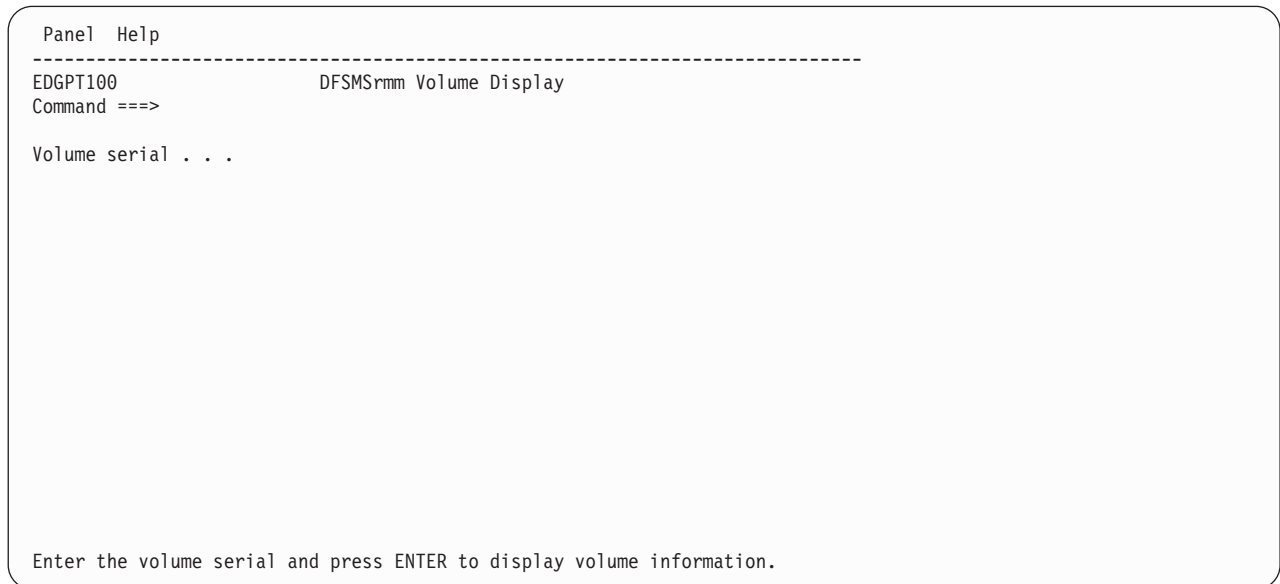 Panel Help
------------------------------------------------------------------------------
EDGPT100 DFSMSrmm Volume Display
Command ===>
Volume serial . . .
Enter the volume serial and press ENTER to display volume information.